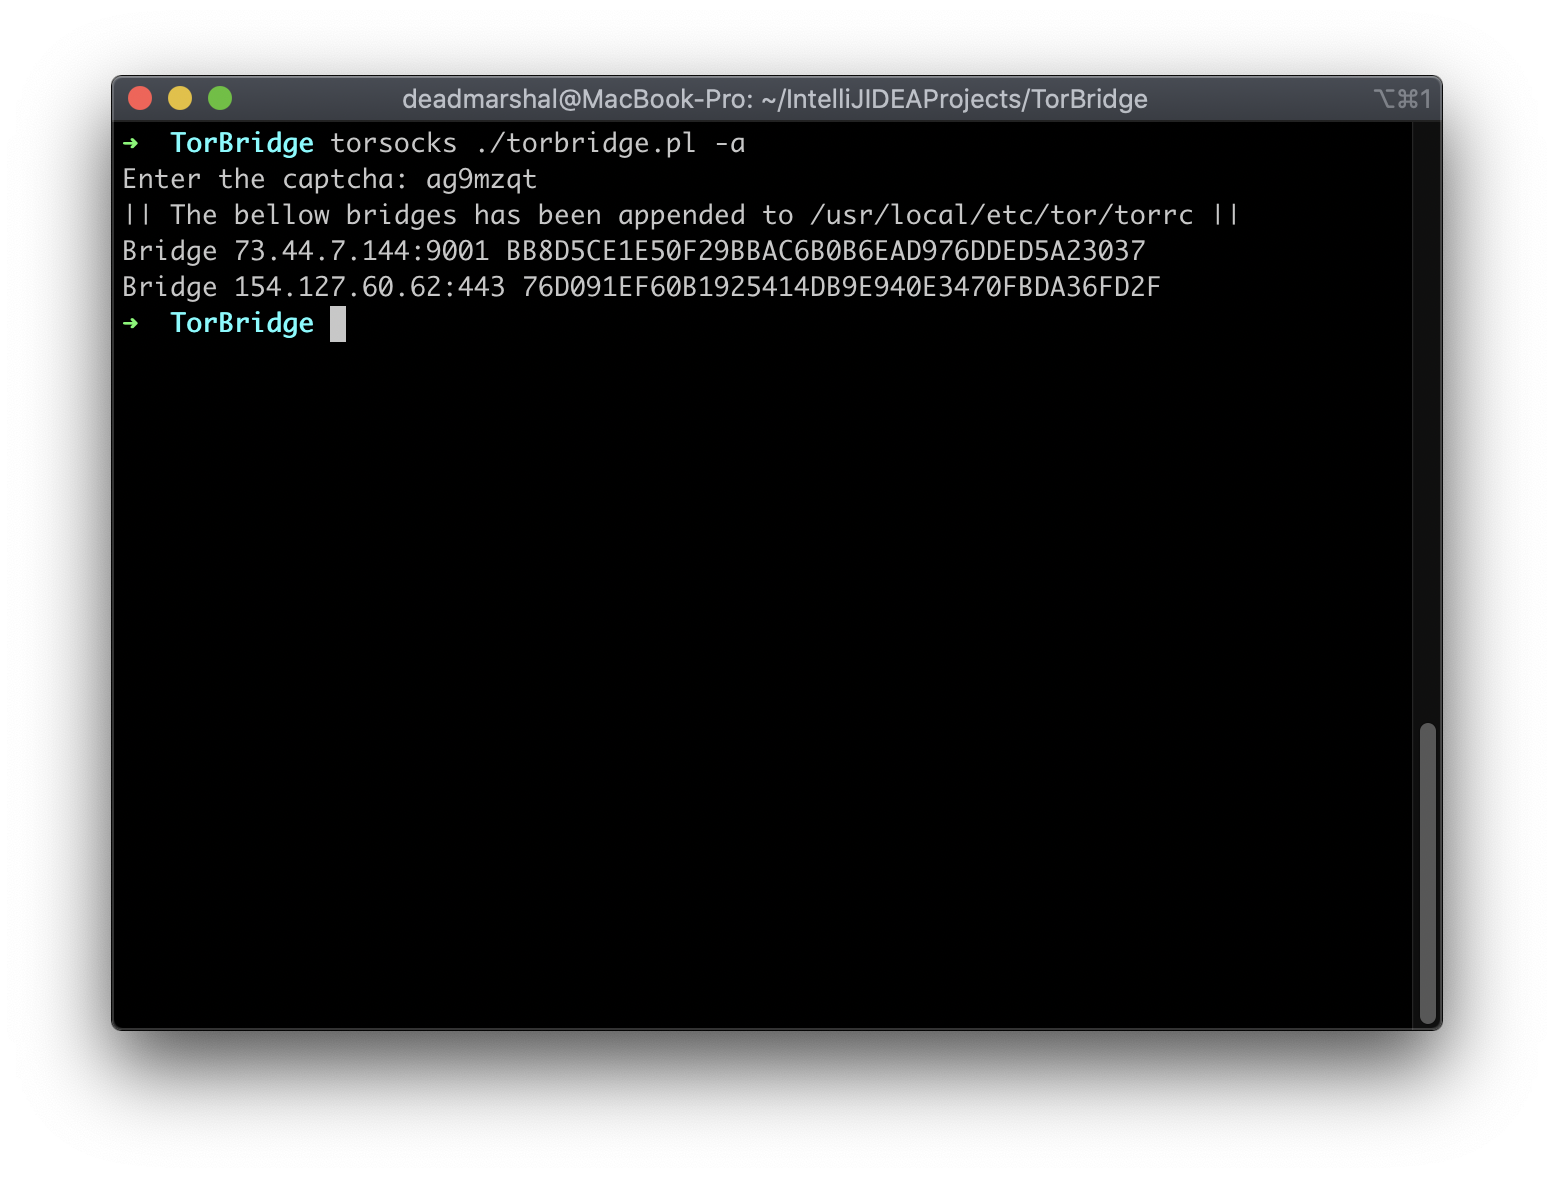 deadmarshal@MacBook-Pro: ~/IntelliJIDEAProjects/TorBridge ⌥⌘1
➜ TorBridge torsocks ./torbridge.pl -a
Enter the captcha: ag9mzqt
|| The bellow bridges has been appended to /usr/local/etc/tor/torrc ||
Bridge 73.44.7.144:9001 BB8D5CE1E50F29BBAC6B0B6EAD976DDED5A23037
Bridge 154.127.60.62:443 76D091EF60B1925414DB9E940E3470FBDA36FD2F
➜ TorBridge